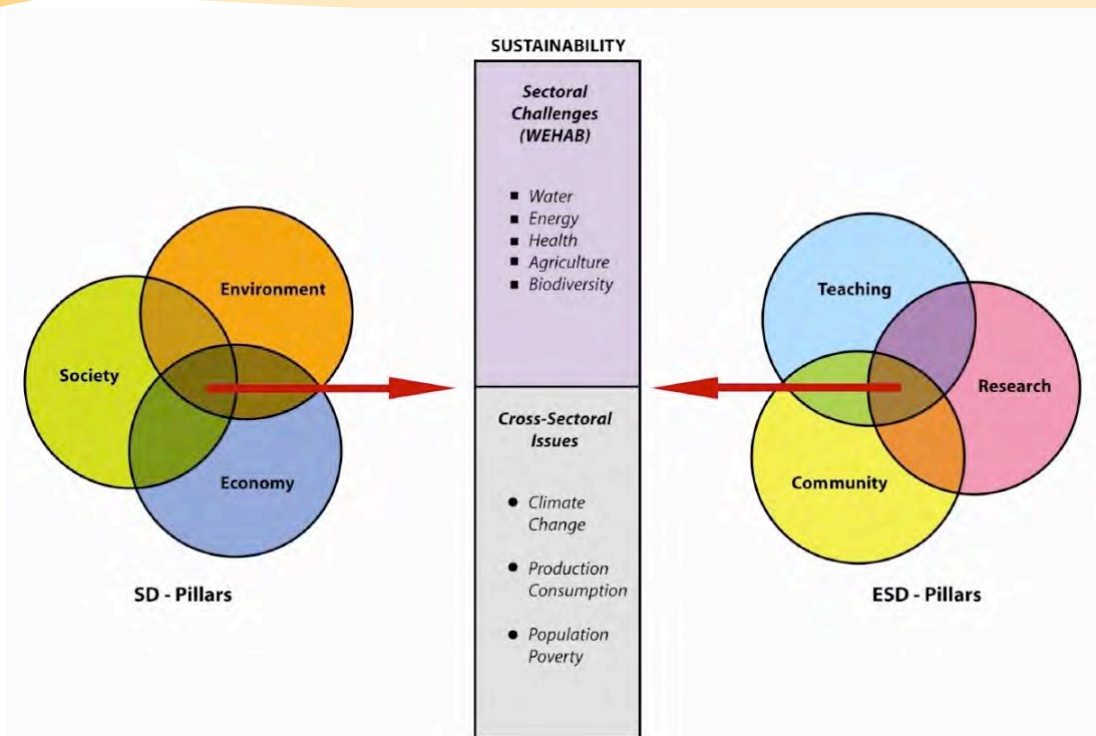 SUSTAINABILITY
Sectoral
Challenges
(WEHAB)
■ Water
■ Energy
■ Health
■ Agriculture
■ Biodiversity
Environment
Society
Economy
SD - Pillars
Cross-Sectoral
Issues
● Climate
Change
● Production
Consumption
● Population
Poverty
Teaching
Research
Community
ESD - Pillars